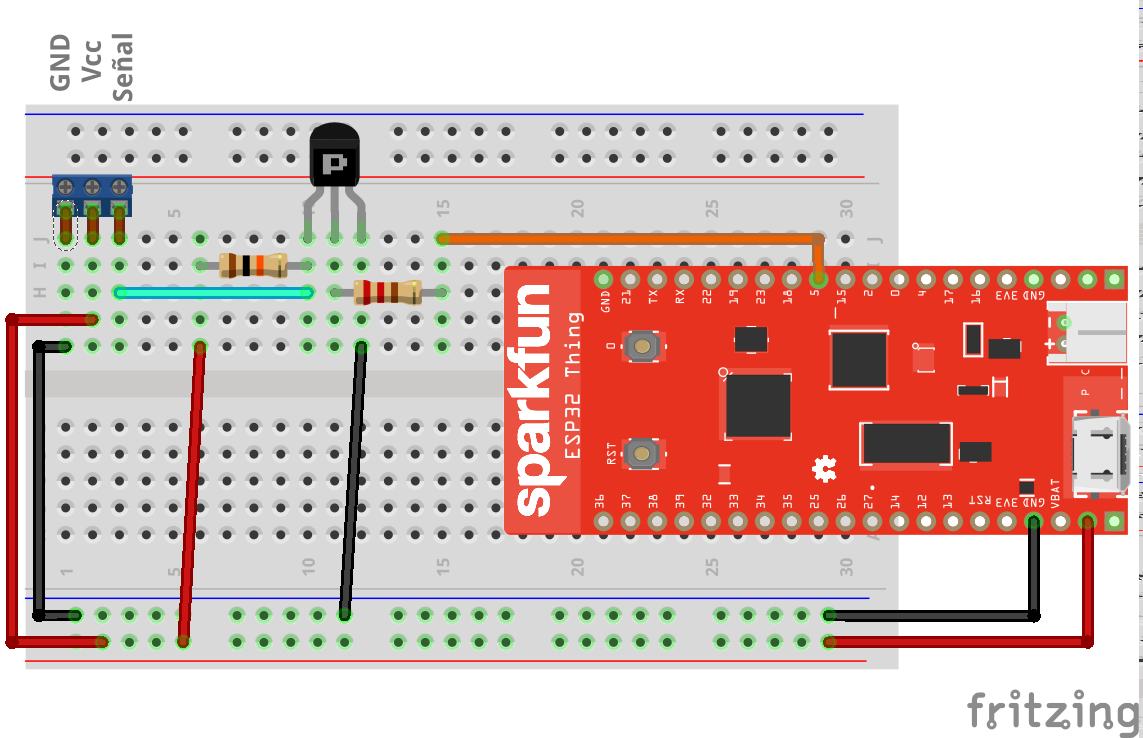 GND
Vcc
Señal
P
5
10
15
20
25
30
J
I
H
J
sparkfun
ESP32 Thing
GND 21 TX RX 22 19 23 18 5 15 2 0 4 17 16 3V3 GND
0
RST
- +
P C
VBAT
36 37 38 39 32 33 34 35 25 26 27 14 12 13 RST 3V3 GND
1 5 10 15 20 25 30
fritzing